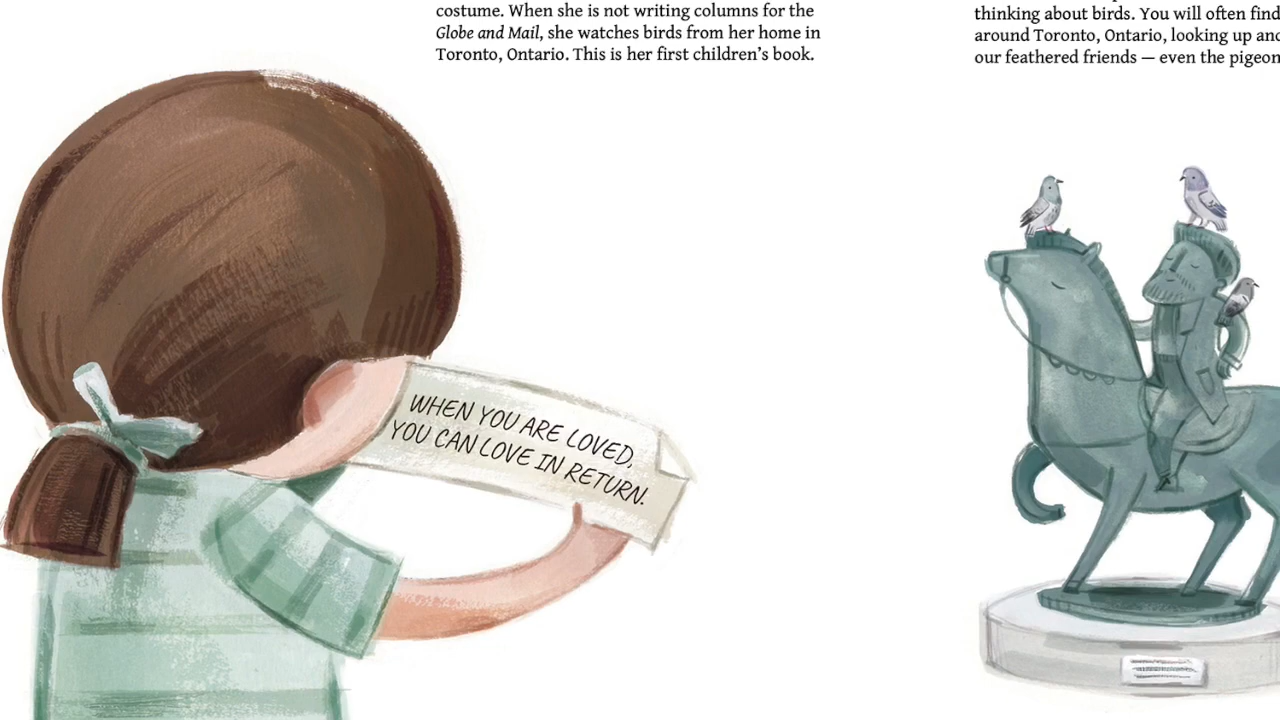 costume. When she is not writing columns for the
Globe and Mail, she watches birds from her home in
Toronto, Ontario. This is her first children’s book.
thinking about birds. You will often find
around Toronto, Ontario, looking up and
our feathered friends — even the pigeon
WHEN YOU ARE LOVED,
YOU CAN LOVE IN RETURN.